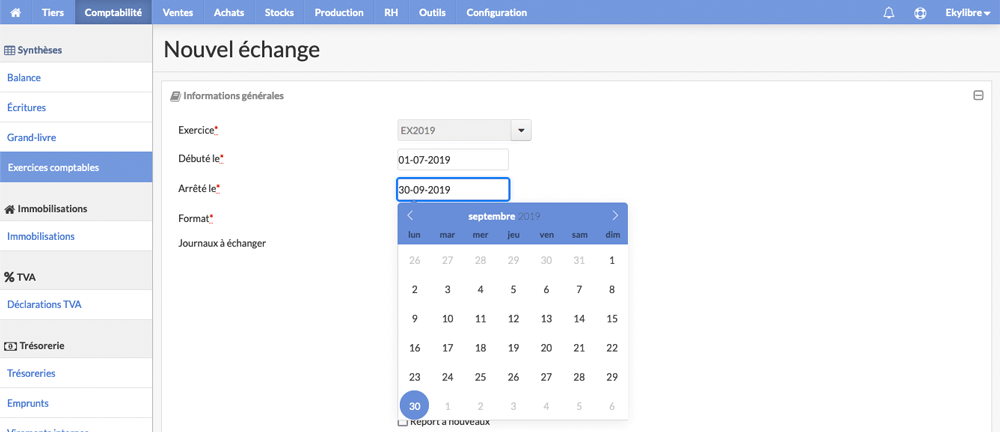 Tiers Comptabilité Ventes Achats Stocks Production RH Outils Configuration Ekylibre
Synthèses
Balance
Écritures
Grand-livre
Exercices comptables
Immobilisations
Immobilisations
TVA
Déclarations TVA
Trésorerie
Trésoreries
Emprunts
Nouvel échange
Informations générales
Exercice* EX2019
Débuté le* 01-07-2019
Arrêté le* 30-09-2019
Format*
Journaux à échanger
septembre 2019
lun mar mer jeu ven sam dim
26 27 28 29 30 31 1
2 3 4 5 6 7 8
9 10 11 12 13 14 15
16 17 18 19 20 21 22
23 24 25 26 27 28 29
30 1 2 3 4 5 6
Report à nouveaux